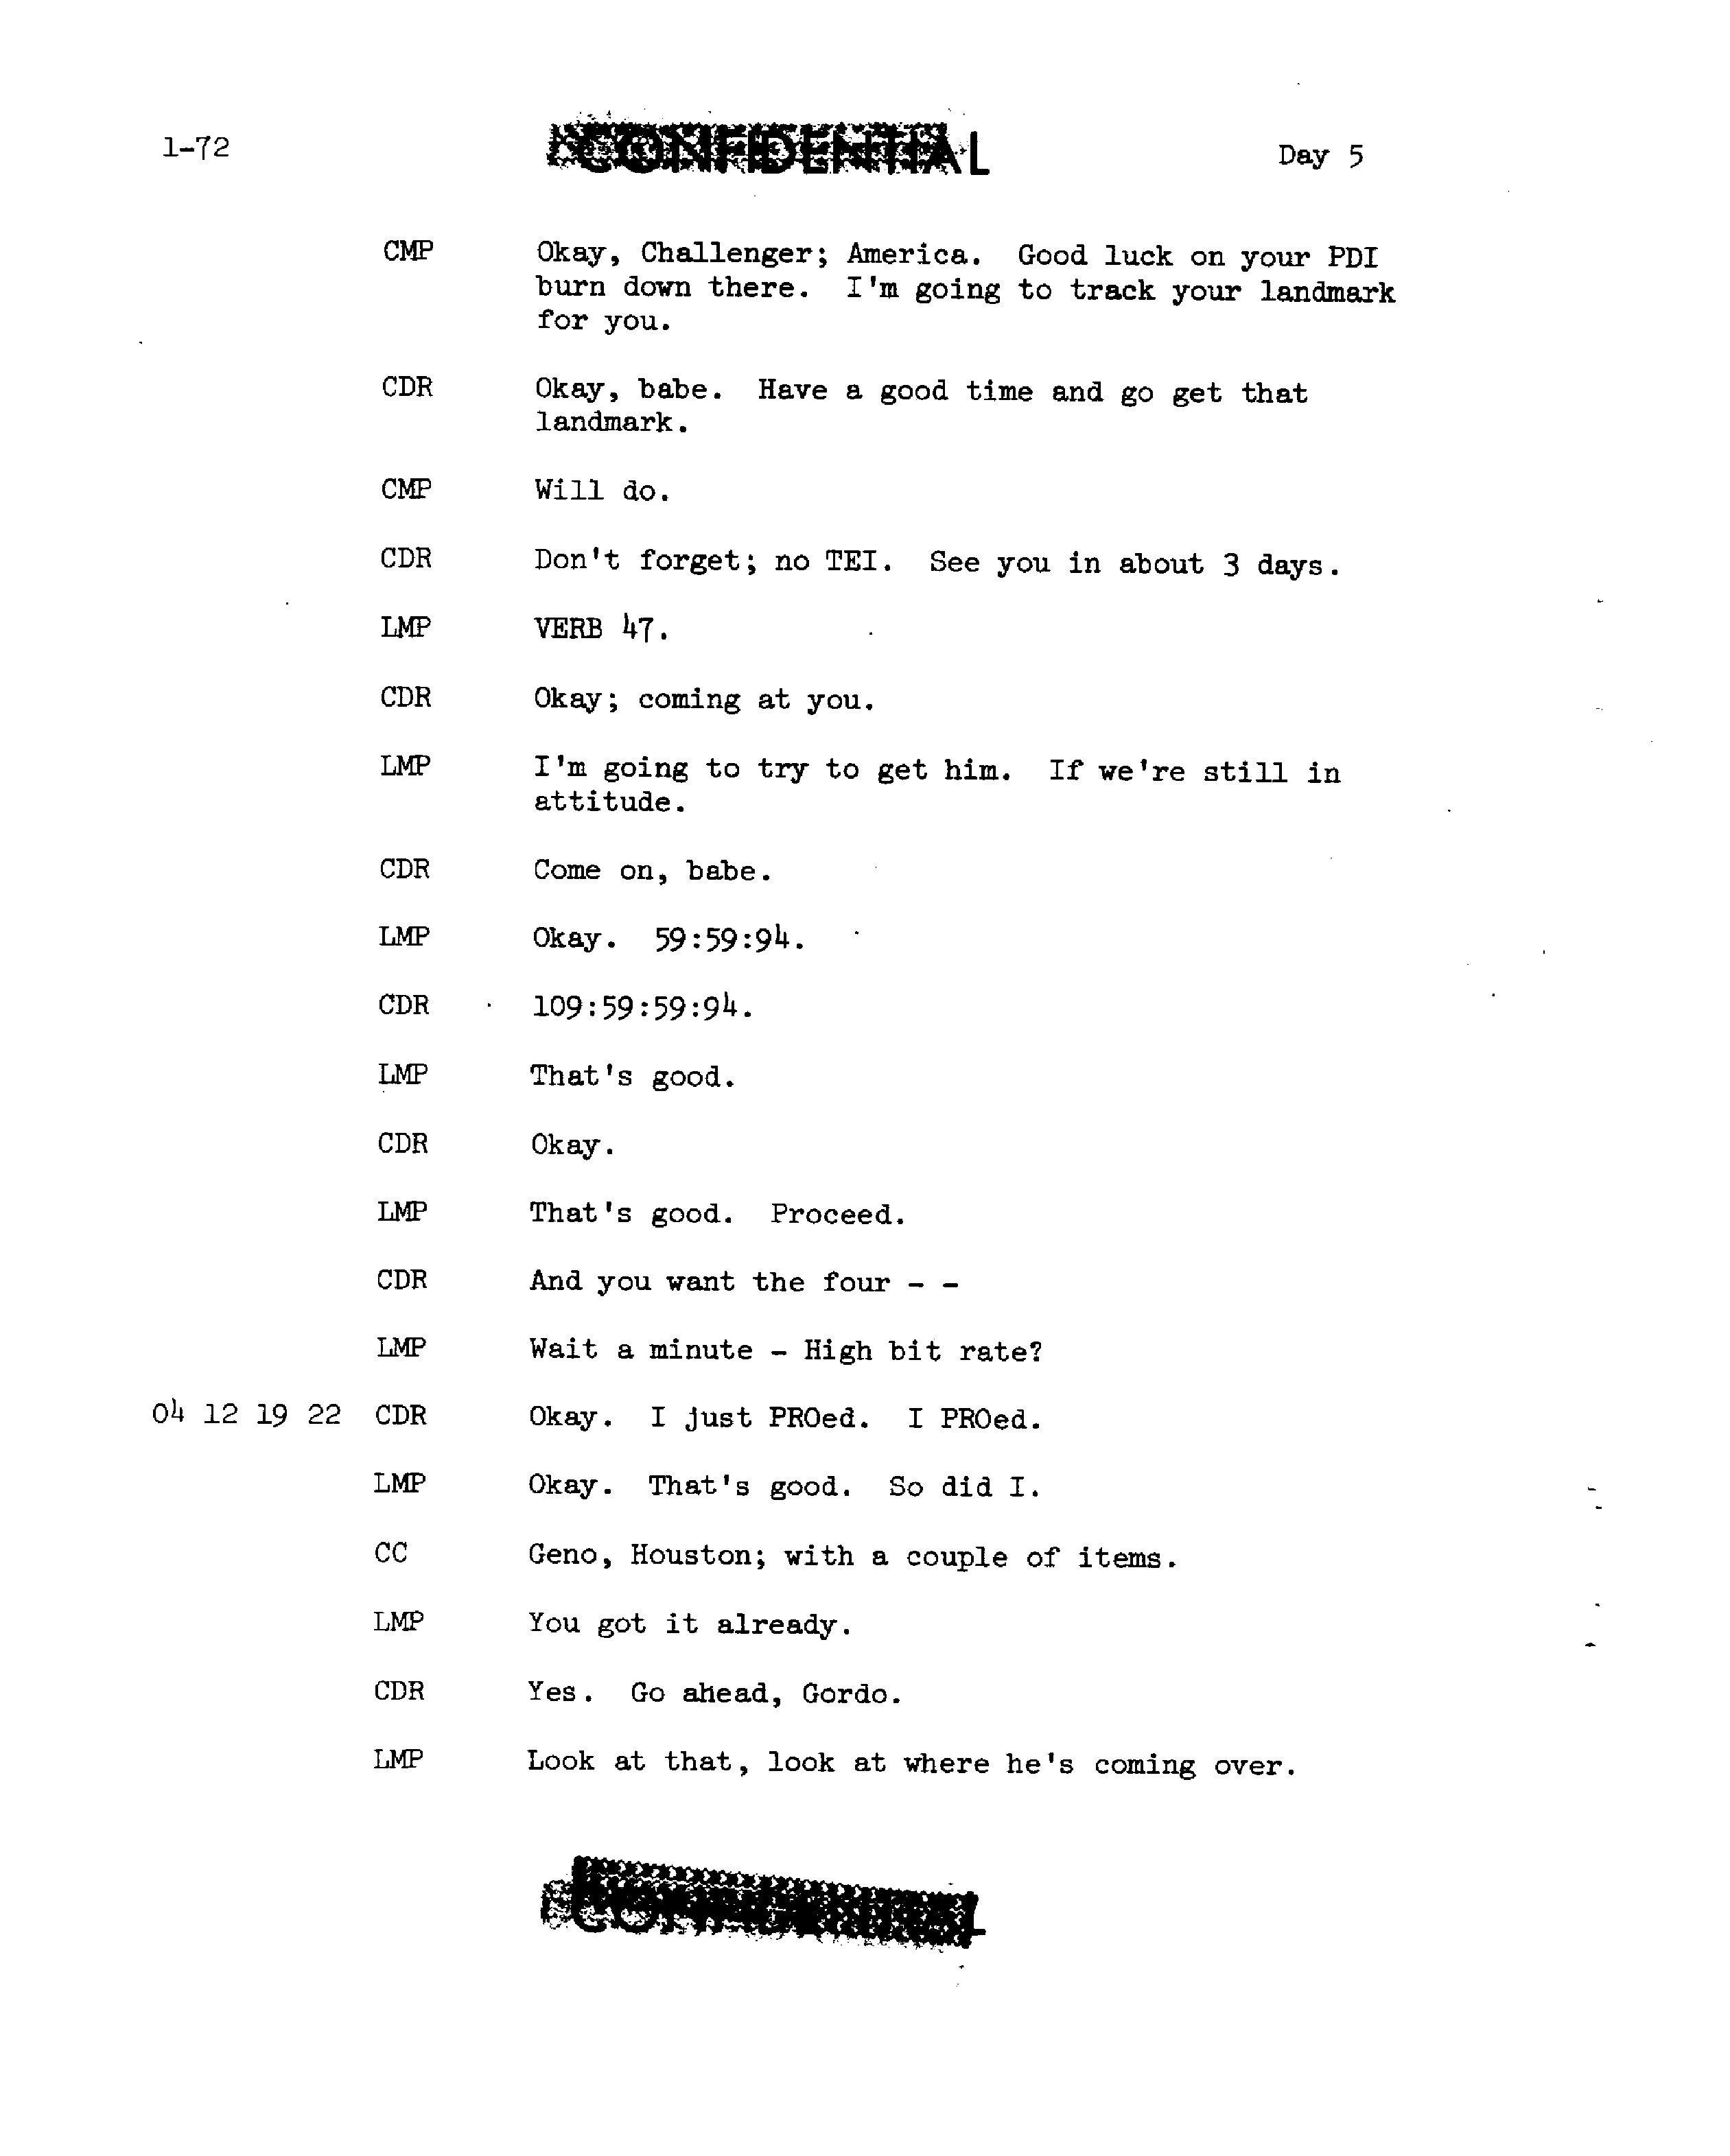 1-72 CONFIDENTIAL Day 5
CMP Okay, Challenger; America. Good luck on your PDI
burn down there. I'm going to track your landmark
for you.
CDR Okay, babe. Have a good time and go get that
landmark.
CMP Will do.
CDR Don't forget; no TEI. See you in about 3 days.
LMP VERB 47.
CDR Okay; coming at you.
LMP I'm going to try to get him. If we're still in
attitude.
CDR Come on, babe.
LMP Okay. 59:59:94.
CDR 109:59:59:94.
LMP That's good.
CDR Okay.
LMP That's good. Proceed.
CDR And you want the four - -
LMP Wait a minute - High bit rate?
04 12 19 22 CDR Okay. I just PROed. I PROed.
LMP Okay. That's good. So did I.
CC Geno, Houston; with a couple of items.
LMP You got it already.
CDR Yes. Go ahead, Gordo.
LMP Look at that, look at where he's coming over.
CONFIDENTIAL